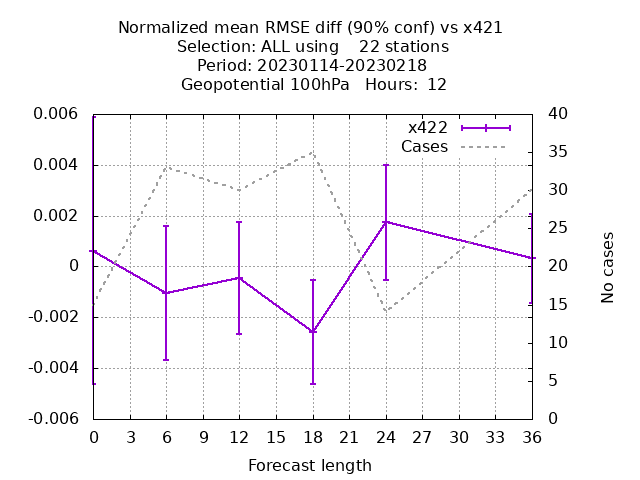 Normalized mean RMSE diff (90% conf) vs x421
Selection: ALL using    22 stations
Period: 20230114-20230218
Geopotential 100hPa   Hours:  12
x422
Cases
0.006
0.004
0.002
0
-0.002
-0.004
-0.006
40
35
30
25
20
15
10
5
0
No cases
0 3 6 9 12 15 18 21 24 27 30 33 36
Forecast length